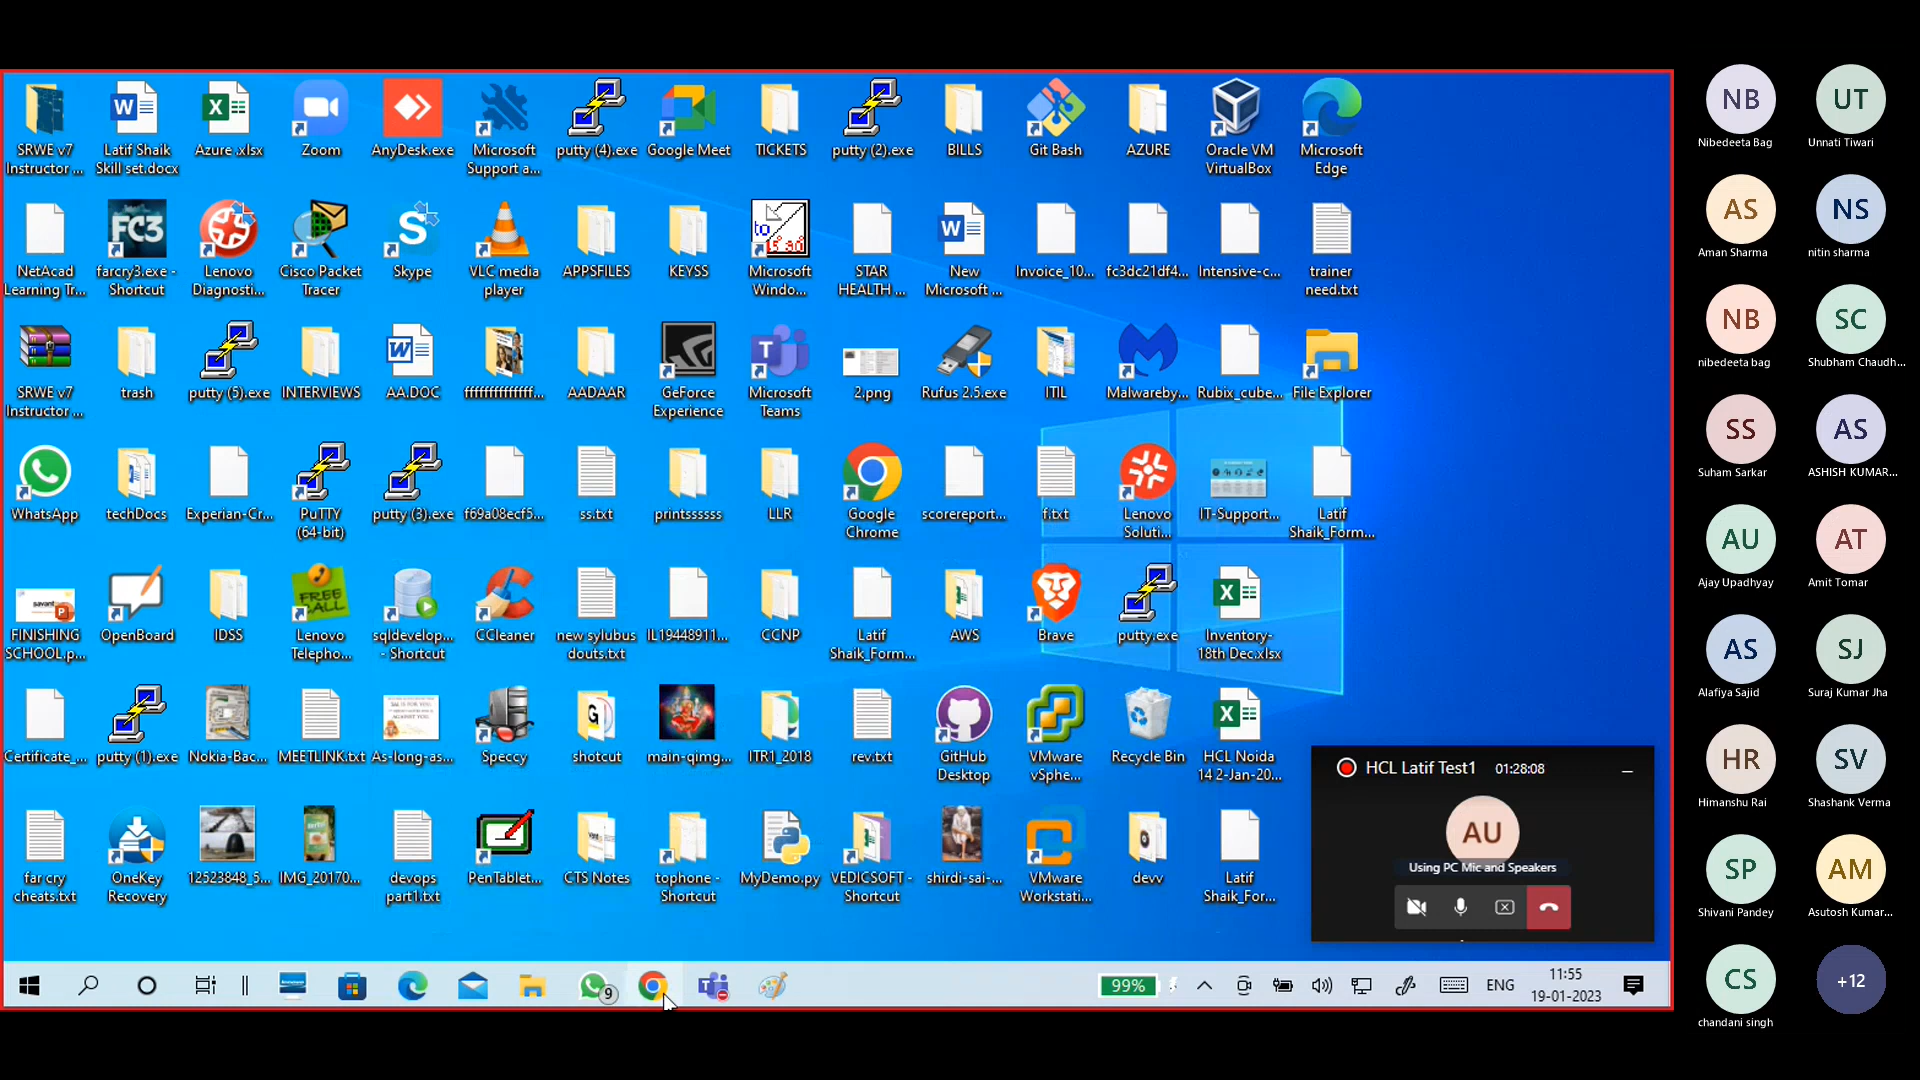 SRWE v7
Instructor ...
Latif Shaik
Skill set.docx
Azure .xlsx
Zoom
AnyDesk.exe
Microsoft
Support a...
putty (4).exe
Google Meet
TICKETS
putty (2).exe
BILLS
Git Bash
AZURE
Oracle VM
VirtualBox
Microsoft
Edge
NetAcad
Learning Tr...
FC3
farcry3.exe -
Shortcut
Lenovo
Diagnosti...
Cisco Packet
Tracer
Skype
VLC media
player
APPSFILES
KEYSS
to
Microsoft
Windo...
STAR
HEALTH ...
New
Microsoft ...
Invoice_10...
fc3dc21df4...
Intensive-c...
trainer
need.txt
SRWE v7
Instructor ...
trash
putty (5).exe
INTERVIEWS
AA.DOC
ffffffffffffff...
AADAAR
GeForce
Experience
Microsoft
Teams
2.png
Rufus 2.5.exe
ITIL
Malwareby...
Rubix_cube...
File Explorer
WhatsApp
techDocs
Experian-Cr...
PuTTY
(64-bit)
putty (3).exe
f69a08ecf5...
ss.txt
printsssss
LLR
Google
Chrome
scorereport...
f.txt
Lenovo
Soluti...
IT-Support...
Latif
Shaik_Form...
FINISHING
SCHOOL.p...
OpenBoard
IDSS
FREE
CALL
Lenovo
Telepho...
sqldevelop...
- Shortcut
CCleaner
new sylubus
douts.txt
IL19448911...
CCNP
Latif
Shaik_Form...
AWS
Brave
putty.exe
Inventory-
18th Dec.xlsx
Certificate_...
putty (1).exe
Nokia-Bac...
MEETLINK.txt
As-long-as...
Speccy
shotcut
main-qimg...
ITR1_2018
rev.txt
GitHub
Desktop
VMware
vSphe...
Recycle Bin
HCL Noida
14 2-Jan-20...
far cry
cheats.txt
OneKey
Recovery
12523848_5...
IMG_20170...
devops
part1.txt
PenTablet...
CTS Notes
tophone -
Shortcut
MyDemo.py
VEDICSOFT -
Shortcut
shirdi-sai-...
VMware
Workstati...
devv
Latif
Shaik_For...
HCL Latif Test1 01:28:08
AU
Using PC Mic and Speakers
9
99%
ENG
11:55
19-01-2023
NB
Nibedeeta Bag
UT
Unnati Tiwari
AS
Aman Sharma
NS
nitin sharma
NB
nibedeeta bag
SC
Shubham Chaudh...
SS
Suham Sarkar
AS
ASHISH KUMAR...
AU
Ajay Upadhyay
AT
Amit Tomar
AS
Alafiya Sajid
SJ
Suraj Kumar Jha
HR
Himanshu Rai
SV
Shashank Verma
SP
Shivani Pandey
AM
Asutosh Kumar...
CS
chandani singh
+12